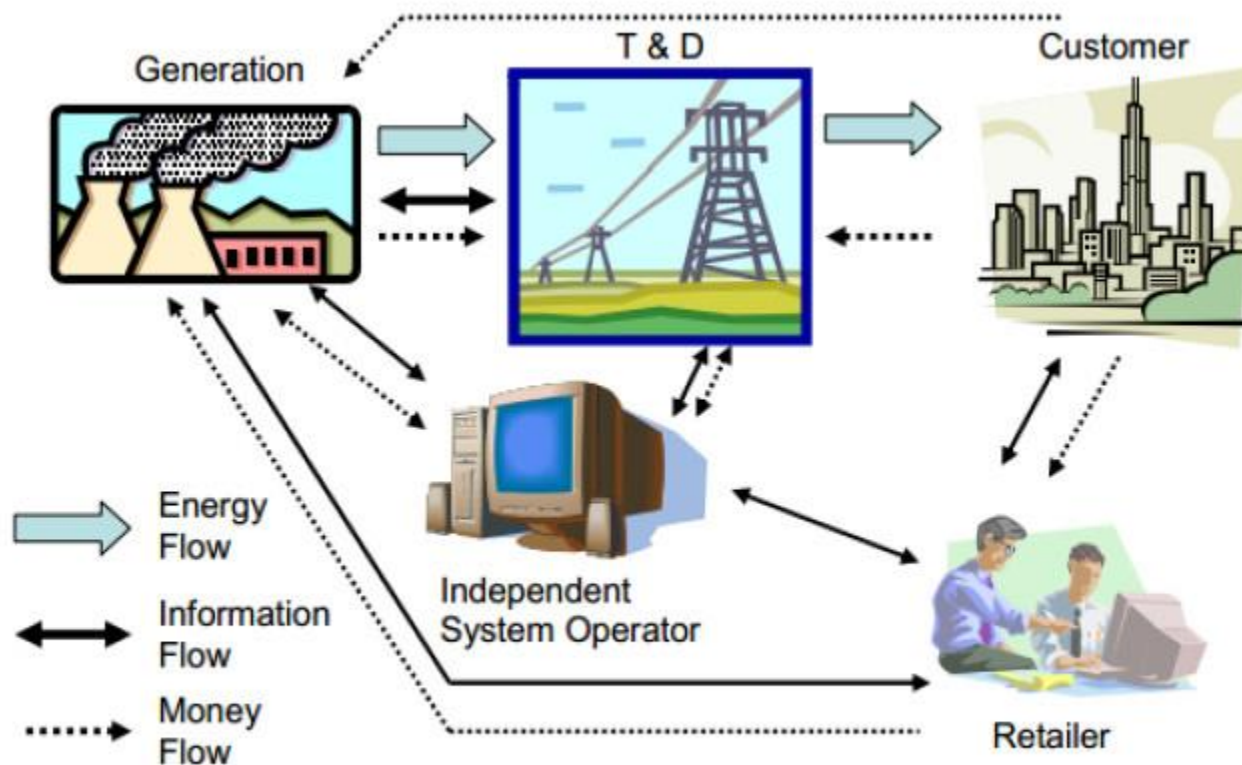 Generation
T & D
Customer
Energy
Flow
Information
Flow
Money
Flow
Independent
System Operator
Retailer